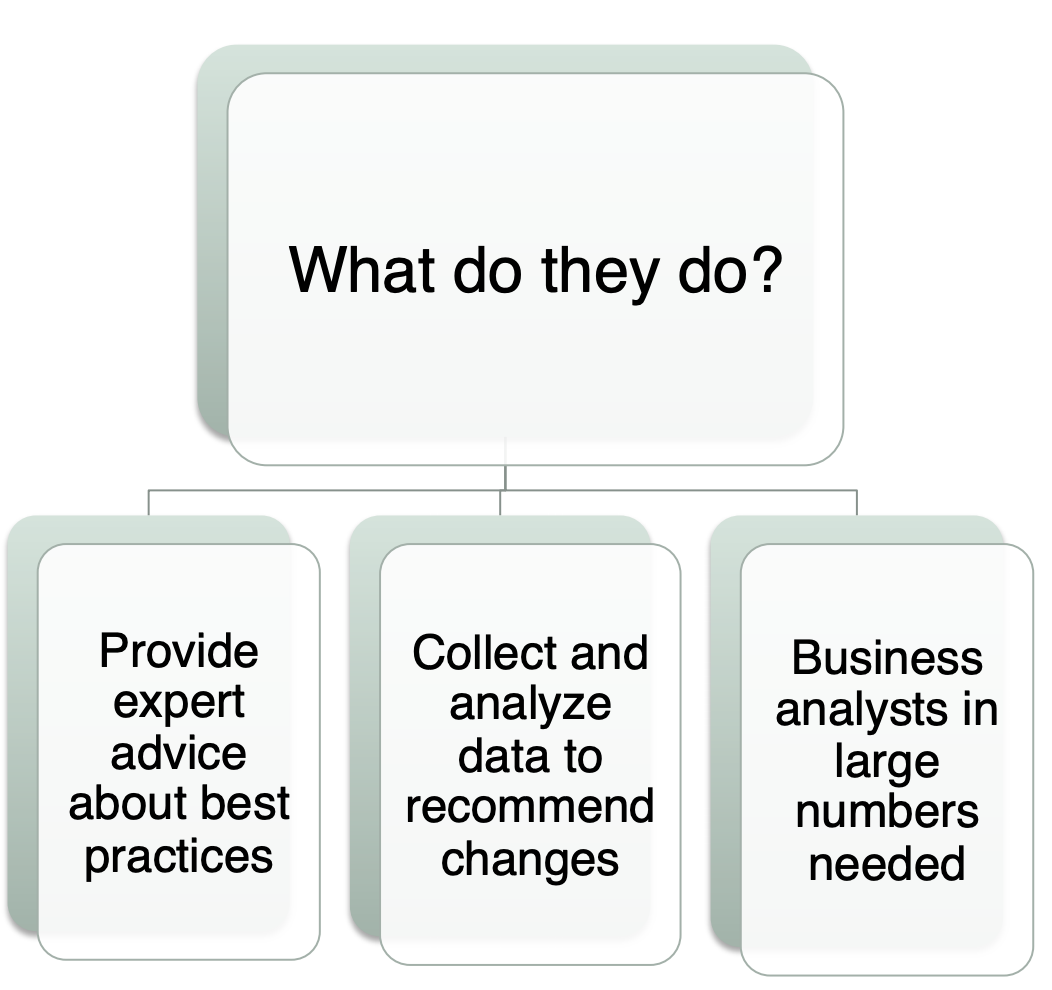 What do they do?
Provide
expert
advice
about best
practices
Collect and
analyze
data to
recommend
changes
Business
analysts in
large
numbers
needed